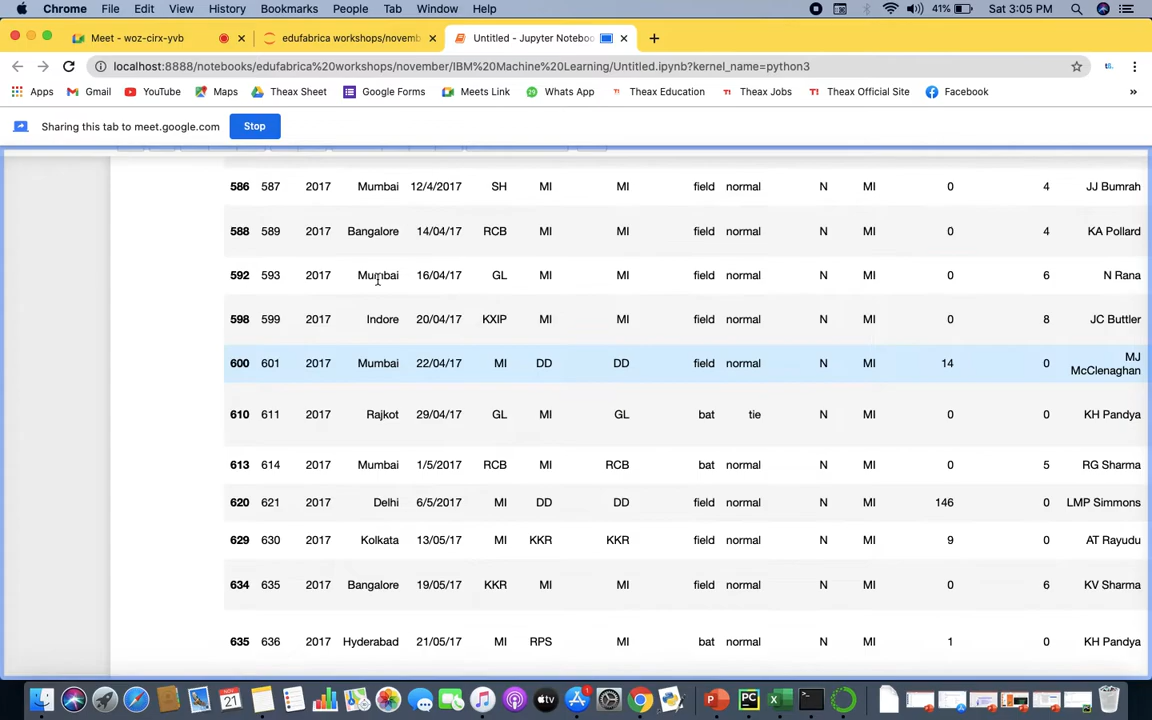 Chrome File Edit View History Bookmarks People Tab Window Help 41% Sat 3:05 PM
Meet - woz-cirx-yvb edufabrica workshops/novemb Untitled - Jupyter Noteboo
localhost:8888/notebooks/edufabrica%20workshops/november/IBM%20Machine%20Learning/Untitled.ipynb?kernel_name=python3
Apps Gmail YouTube Maps Theax Sheet Google Forms Meets Link Whats App Theax Education Theax Jobs Theax Official Site Facebook »
Sharing this tab to meet.google.com Stop
586 587 2017 Mumbai 12/4/2017 SH MI MI field normal N MI 0 4 JJ Bumrah
588 589 2017 Bangalore 14/04/17 RCB MI MI field normal N MI 0 4 KA Pollard
592 593 2017 Mumbai 16/04/17 GL MI MI field normal N MI 0 6 N Rana
598 599 2017 Indore 20/04/17 KXIP MI MI field normal N MI 0 8 JC Buttler
600 601 2017 Mumbai 22/04/17 MI DD DD field normal N MI 14 0 MJ
McClenaghan
610 611 2017 Rajkot 29/04/17 GL MI GL bat tie N MI 0 0 KH Pandya
613 614 2017 Mumbai 1/5/2017 RCB MI RCB bat normal N MI 0 5 RG Sharma
620 621 2017 Delhi 6/5/2017 MI DD DD field normal N MI 146 0 LMP Simmons
629 630 2017 Kolkata 13/05/17 MI KKR KKR field normal N MI 9 0 AT Rayudu
634 635 2017 Bangalore 19/05/17 KKR MI MI field normal N MI 0 6 KV Sharma
635 636 2017 Hyderabad 21/05/17 MI RPS MI bat normal N MI 1 0 KH Pandya